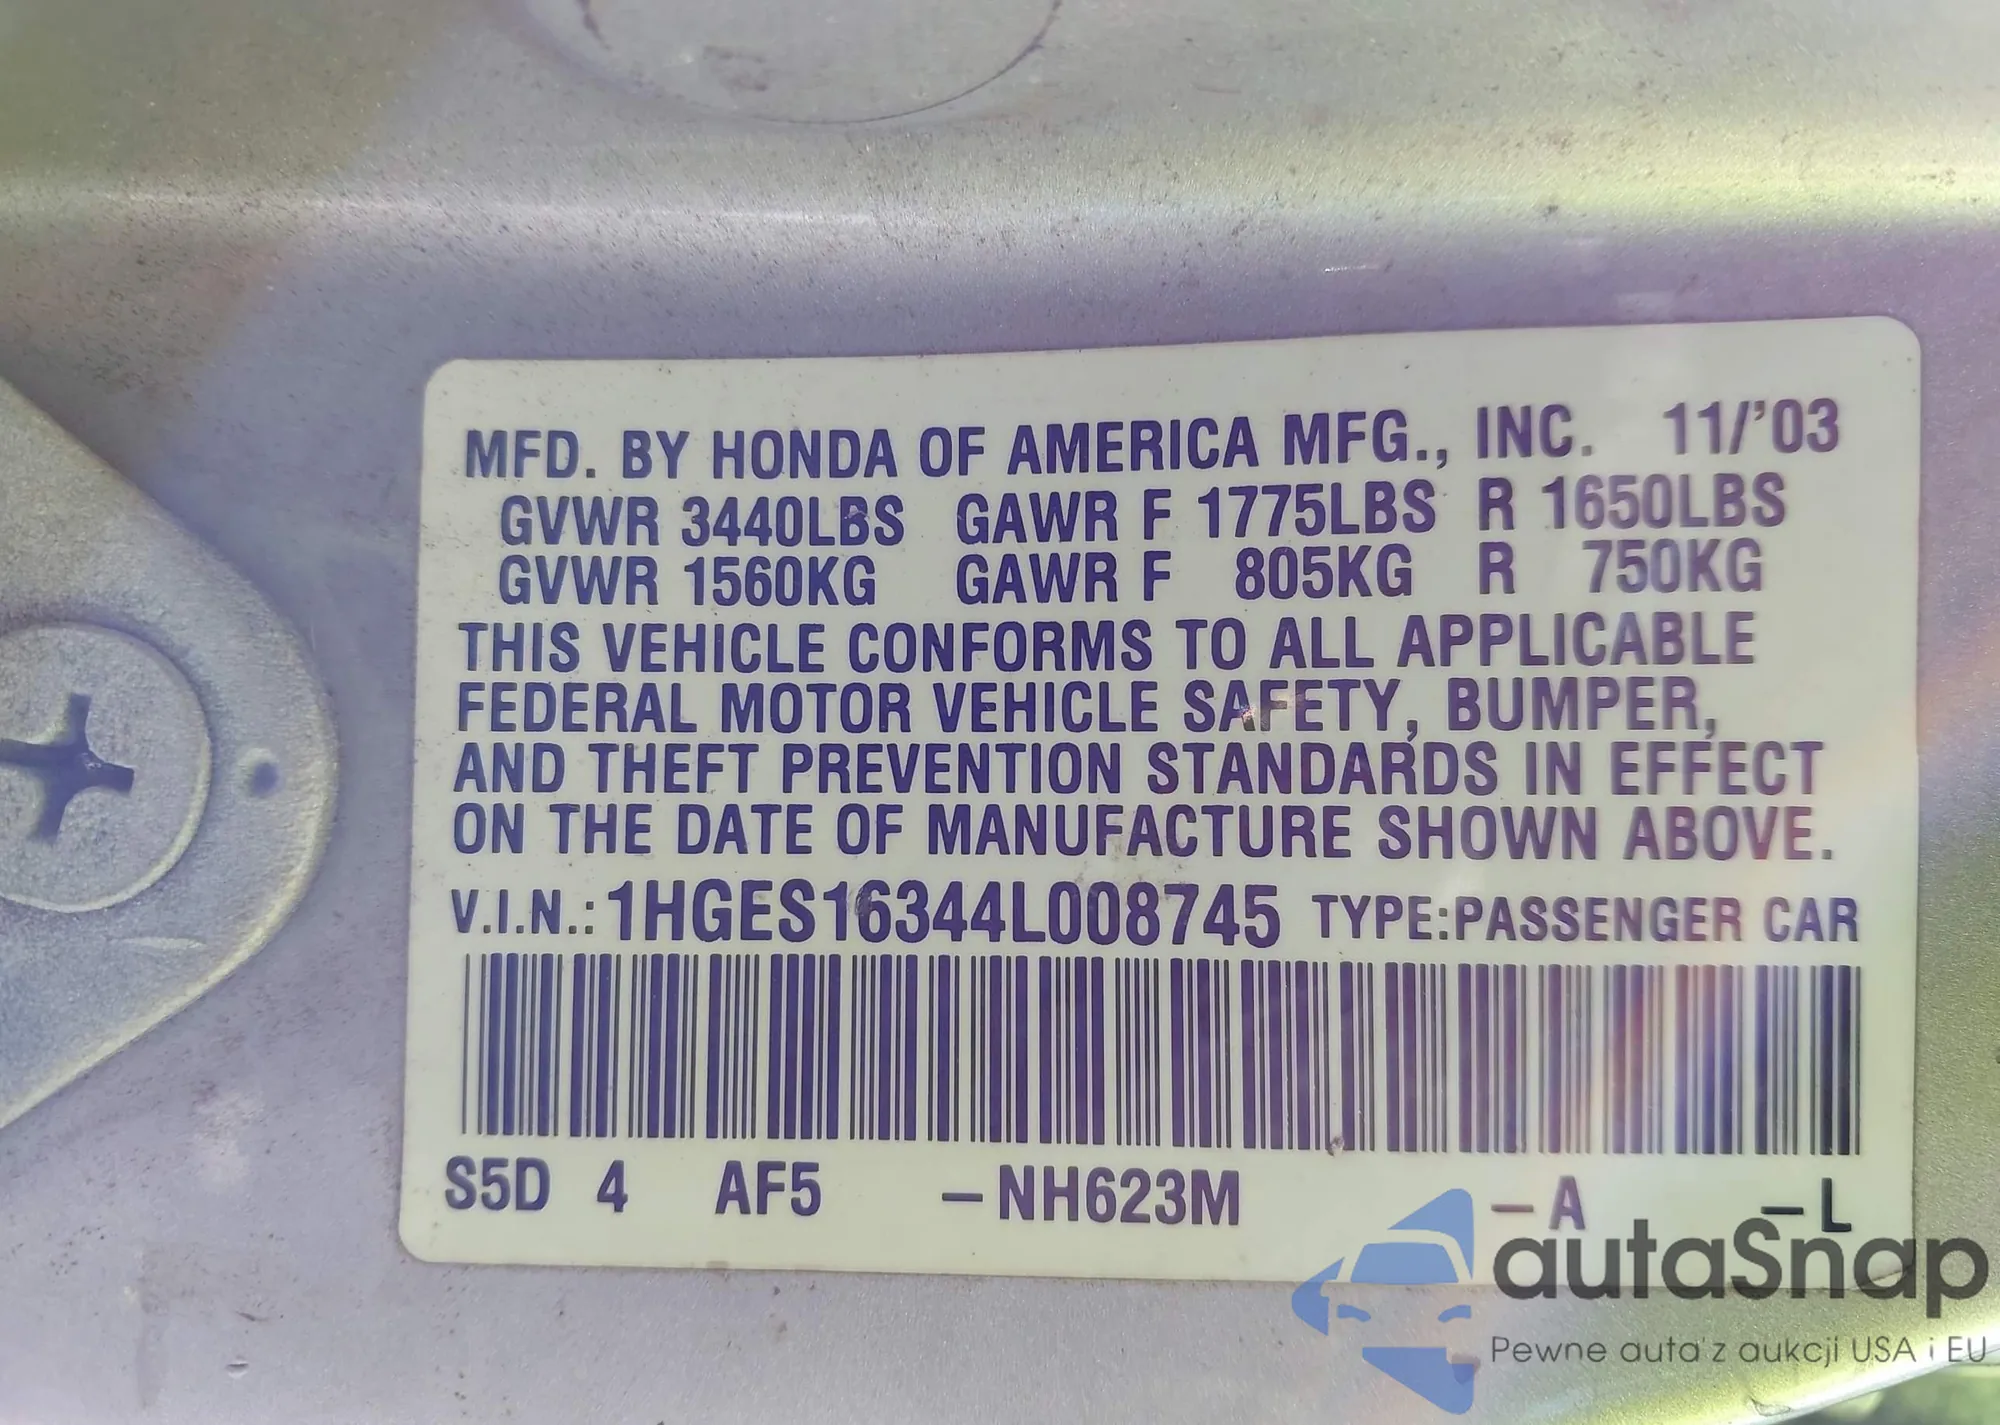 MFD. BY HONDA OF AMERICA MFG., INC. 11/'03
GVWR 3440LBS GAWR F 1775LBS R 1650LBS
GVWR 1560KG GAWR F 805KG R 750KG
THIS VEHICLE CONFORMS TO ALL APPLICABLE
FEDERAL MOTOR VEHICLE SAFETY, BUMPER,
AND THEFT PREVENTION STANDARDS IN EFFECT
ON THE DATE OF MANUFACTURE SHOWN ABOVE.
V.I.N.: 1HGES16344L008745 TYPE:PASSENGER CAR
S5D 4 AF5 –NH623M –A –L
autaSnap
Pewne auta z aukcji USA i EU